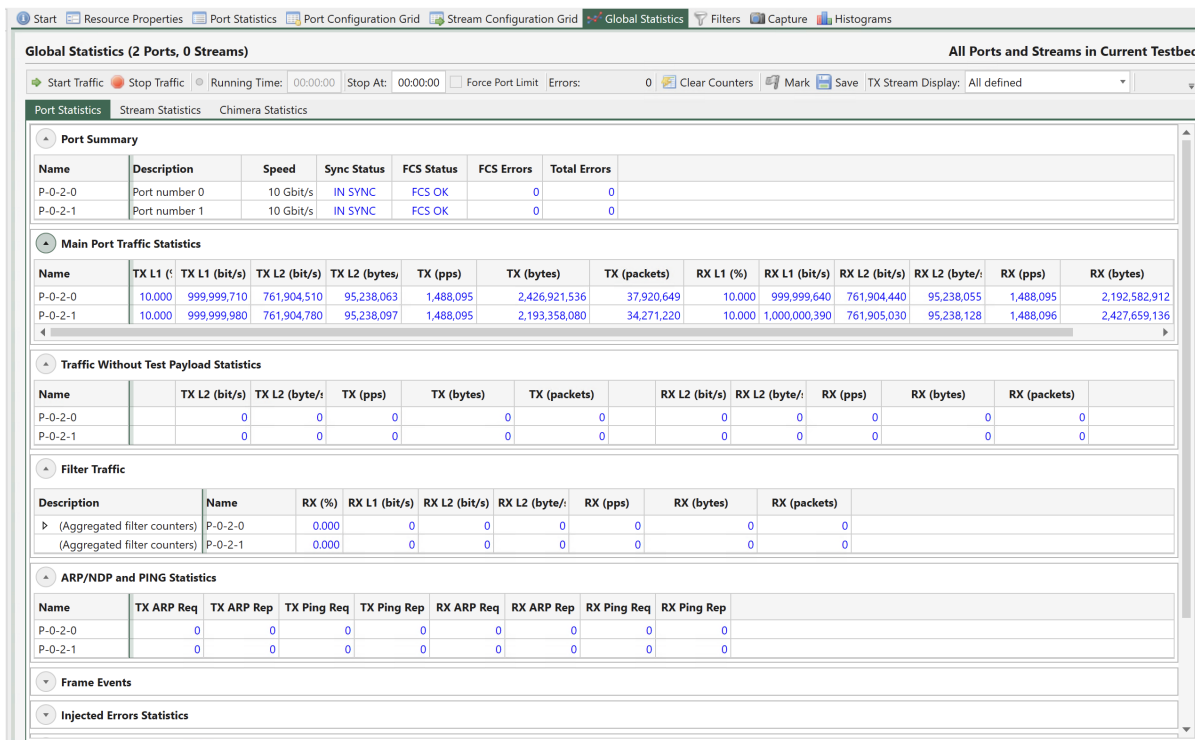 Start Resource Properties Port Statistics Port Configuration Grid Stream Configuration Grid Global Statistics Filters Capture Histograms
Global Statistics (2 Ports, 0 Streams) All Ports and Streams in Current Testbed
Start Traffic Stop Traffic Running Time: 00:00:00 Stop At: 00:00:00 Force Port Limit Errors: 0 Clear Counters Mark Save TX Stream Display: All defined
Port Statistics Stream Statistics Chimera Statistics
Port Summary
Name Description Speed Sync Status FCS Status FCS Errors Total Errors
P-0-2-0 Port number 0 10 Gbit/s IN SYNC FCS OK 0 0
P-0-2-1 Port number 1 10 Gbit/s IN SYNC FCS OK 0 0
Main Port Traffic Statistics
Name TX L1 (% TX L1 (bit/s) TX L2 (bit/s) TX L2 (bytes/ TX (pps) TX (bytes) TX (packets) RX L1 (%) RX L1 (bit/s) RX L2 (bit/s) RX L2 (byte/s RX (pps) RX (bytes)
P-0-2-0 10.000 999,999,710 761,904,510 95,238,063 1,488,095 2,426,921,536 37,920,649 10.000 999,999,640 761,904,440 95,238,055 1,488,095 2,192,582,912
P-0-2-1 10.000 999,999,980 761,904,780 95,238,097 1,488,095 2,193,358,080 34,271,220 10.000 1,000,000,390 761,905,030 95,238,128 1,488,096 2,427,659,136
Traffic Without Test Payload Statistics
Name TX L2 (bit/s) TX L2 (byte/s TX (pps) TX (bytes) TX (packets) RX L2 (bit/s) RX L2 (byte/s RX (pps) RX (bytes) RX (packets)
P-0-2-0 0 0 0 0 0 0 0 0 0 0
P-0-2-1 0 0 0 0 0 0 0 0 0 0
Filter Traffic
Description Name RX (%) RX L1 (bit/s) RX L2 (bit/s) RX L2 (byte/s RX (pps) RX (bytes) RX (packets)
(Aggregated filter counters) P-0-2-0 0.000 0 0 0 0 0 0
(Aggregated filter counters) P-0-2-1 0.000 0 0 0 0 0 0
ARP/NDP and PING Statistics
Name TX ARP Req TX ARP Rep TX Ping Req TX Ping Rep RX ARP Req RX ARP Rep RX Ping Req RX Ping Rep
P-0-2-0 0 0 0 0 0 0 0 0
P-0-2-1 0 0 0 0 0 0 0 0
Frame Events
Injected Errors Statistics